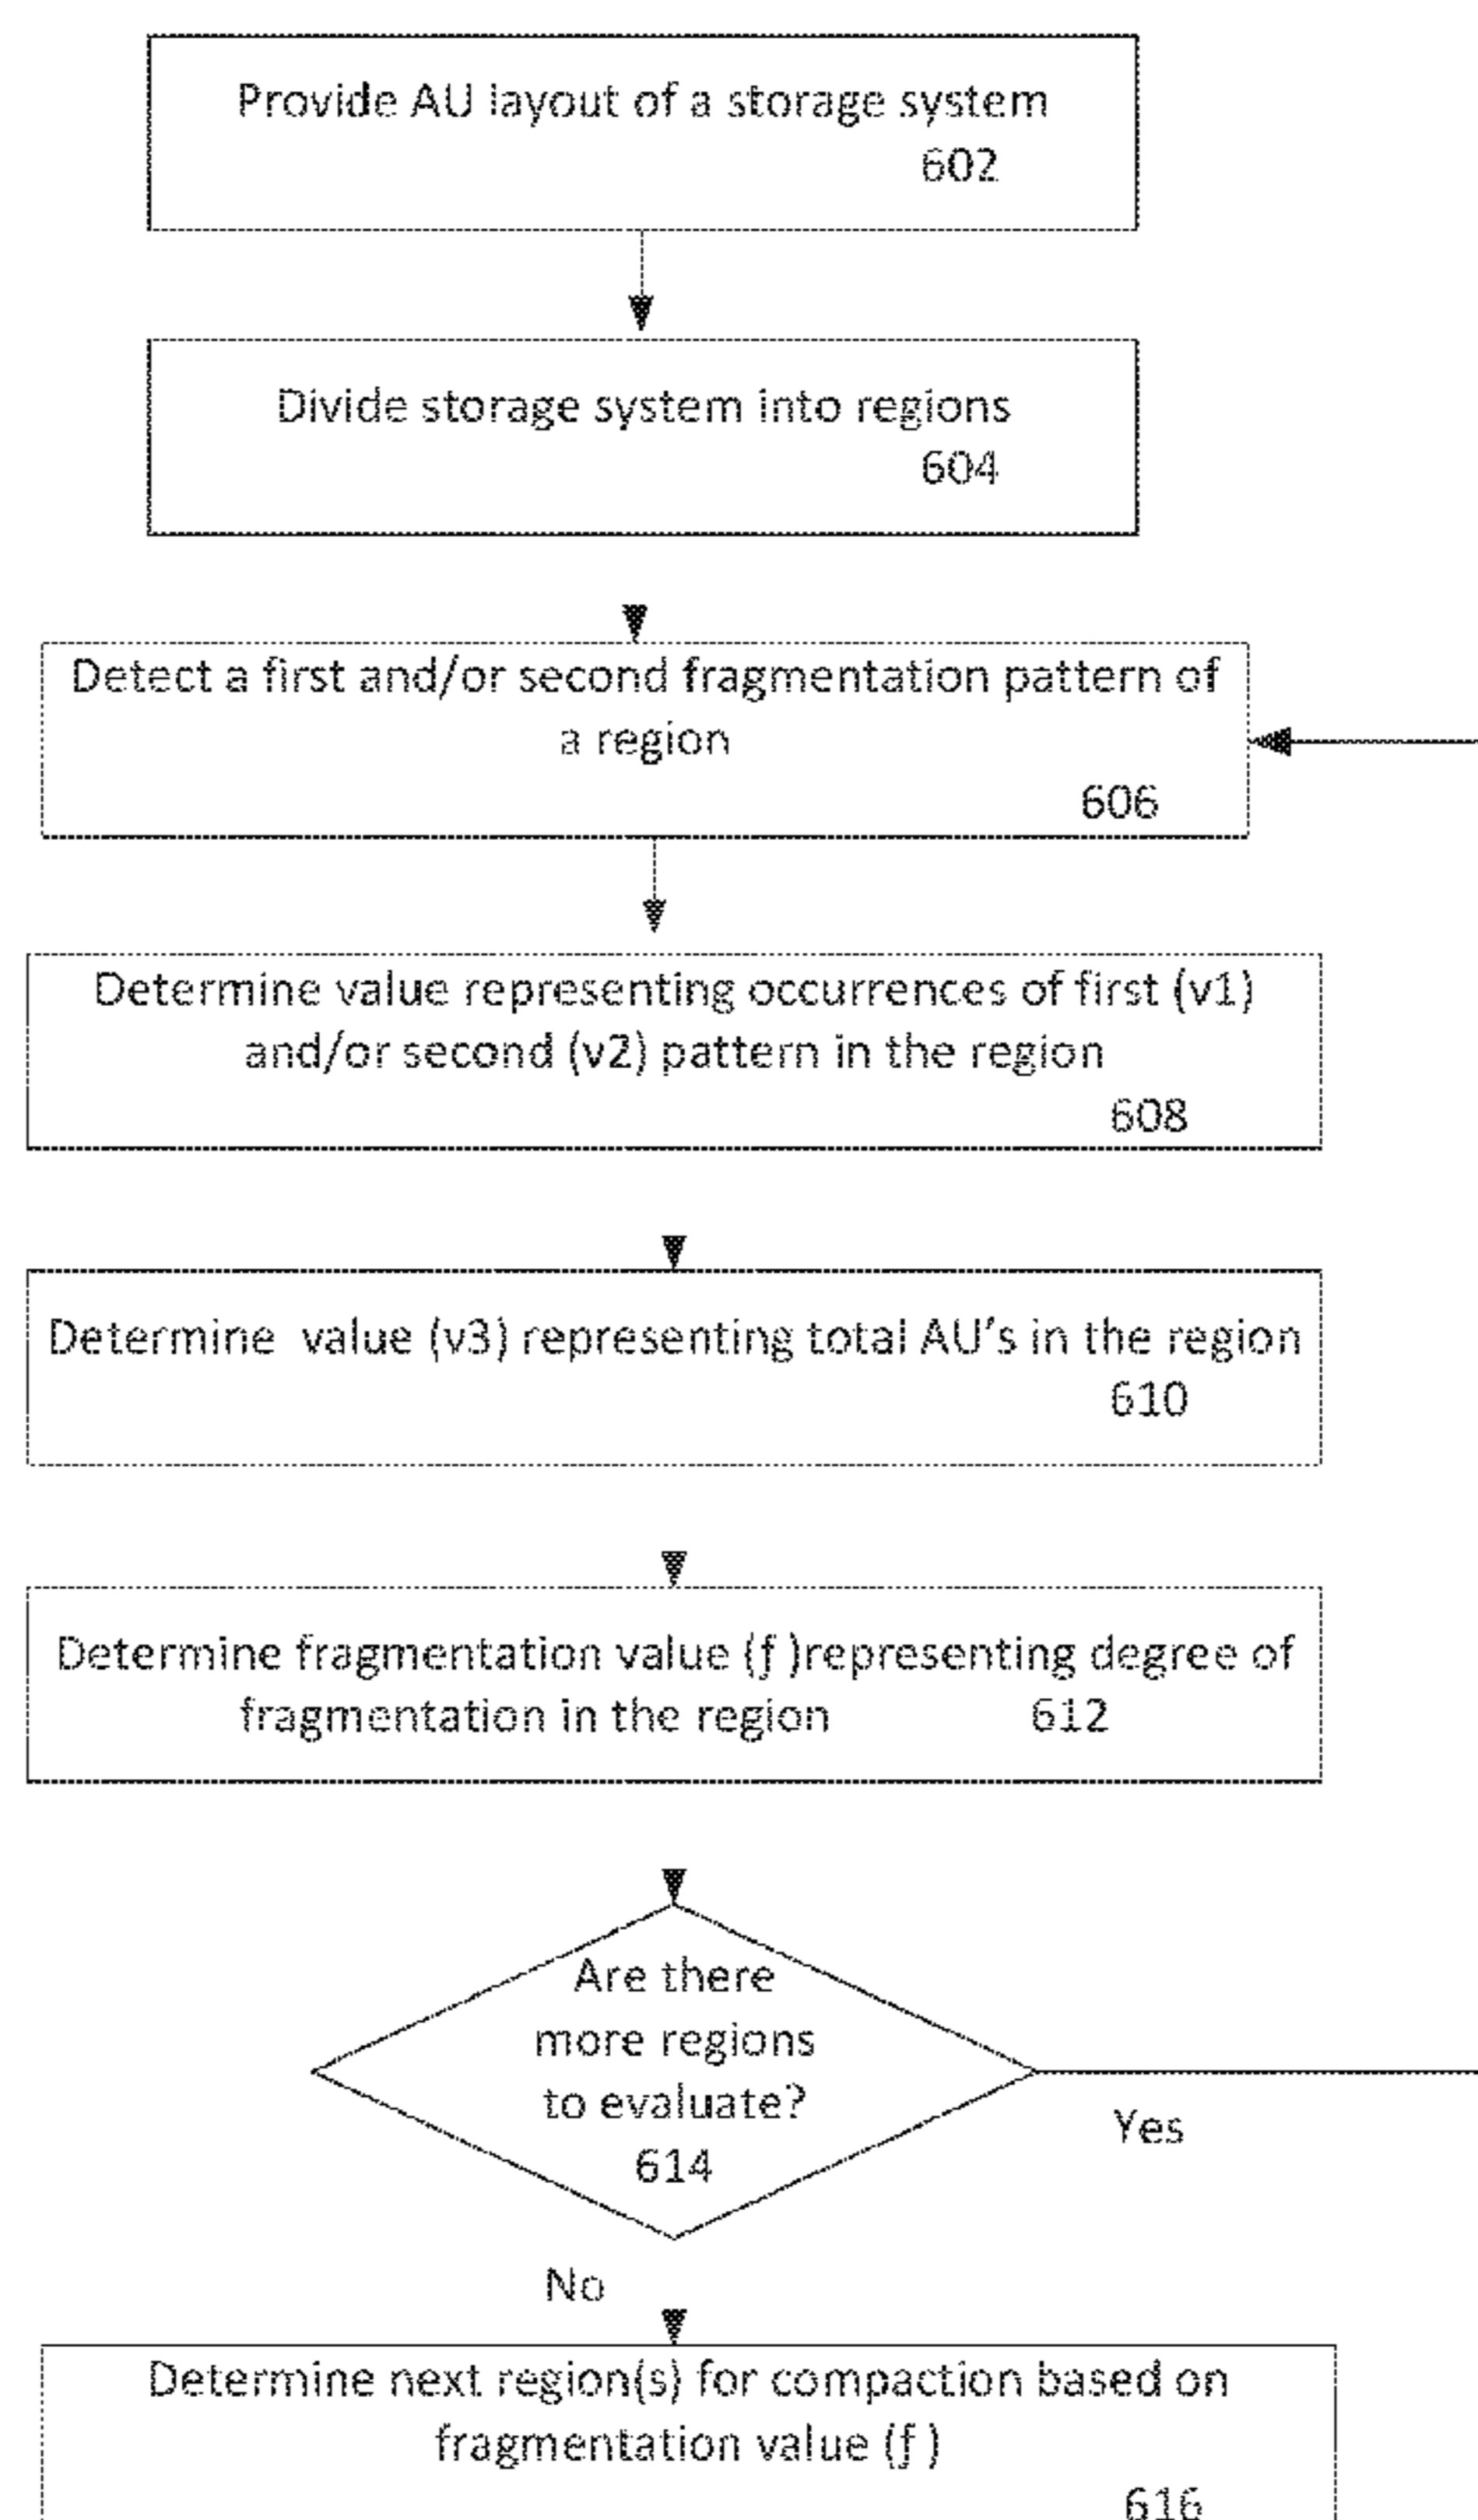 Provide AU layout of a storage system
602
Divide storage system into regions
604
Detect a first and/or second fragmentation pattern of
a region
606
Determine value representing occurrences of first (v1)
and/or second (v2) pattern in the region
608
Determine value (v3) representing total AU's in the region
610
Determine fragmentation value (f )representing degree of
fragmentation in the region 612
Are there
more regions
to evaluate?
614
Yes
No
Determine next region(s) for compaction based on
fragmentation value (f )
616